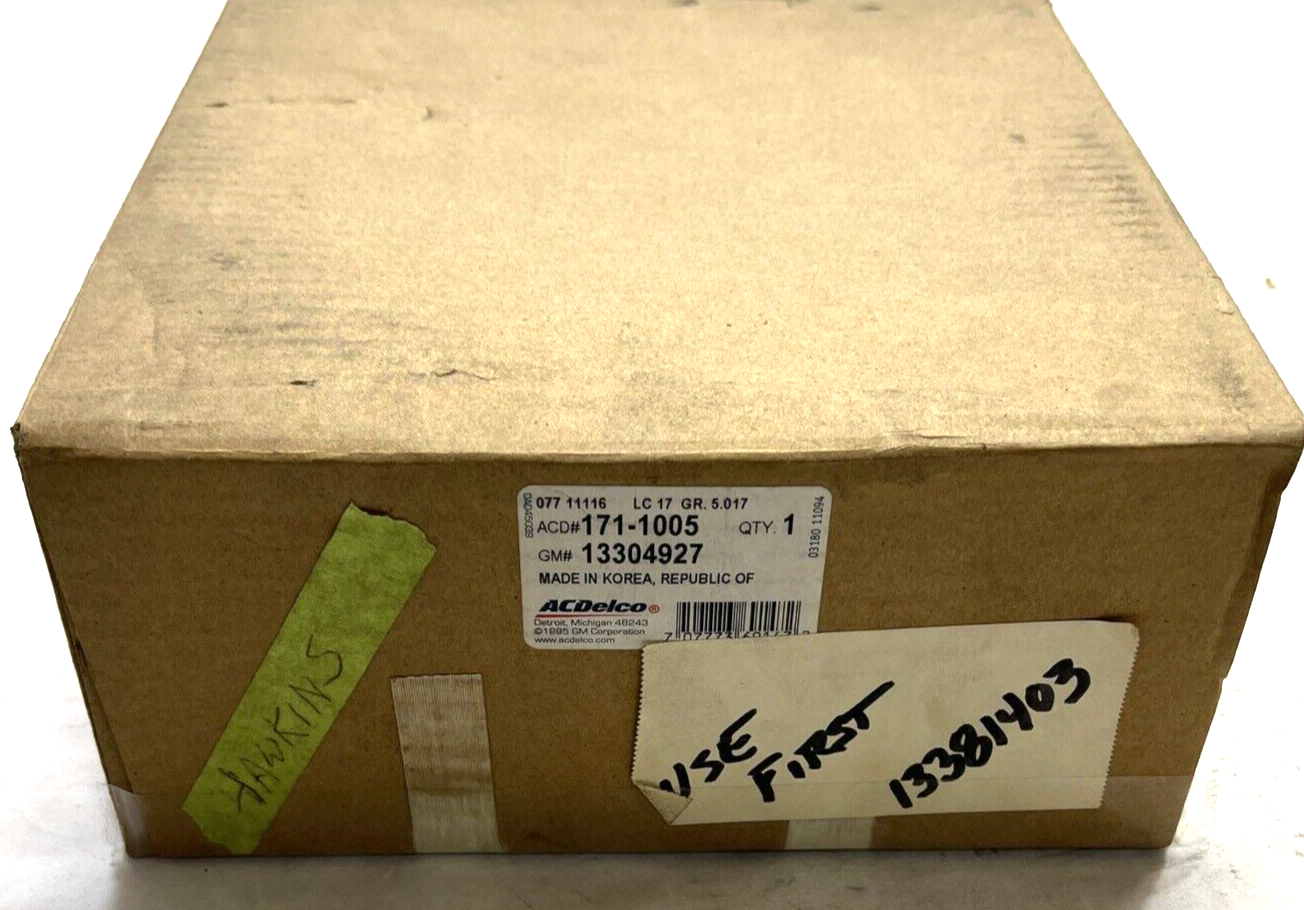 077 11116 LC 17 GR. 5.017
ACD#171-1005 QTY. 1
GM# 13304927
MADE IN KOREA, REPUBLIC OF
ACDelco®
Detroit, Michigan 48243
©1995 GM Corporation
www.acdelco.com
03180 11094
HAWKINS
USE
FIRST
13381403